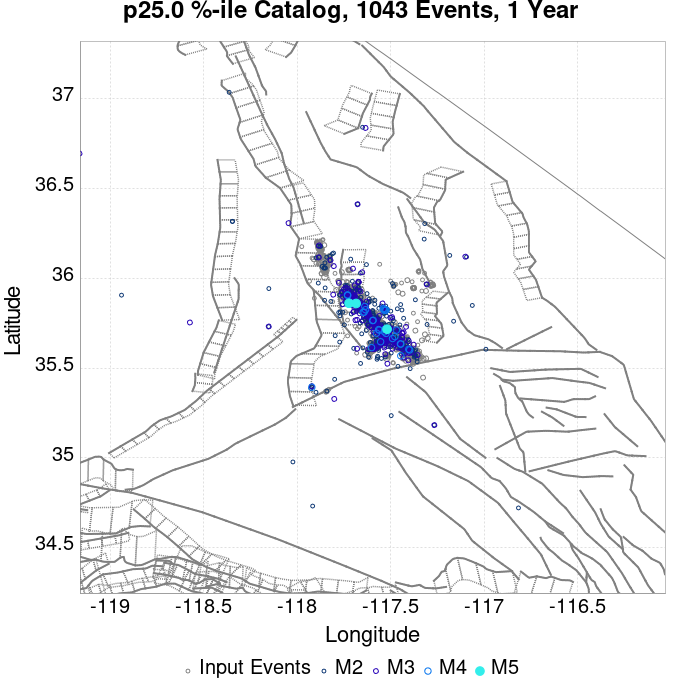 p25.0 %-ile Catalog, 1043 Events, 1 Year
37
36.5
36
35.5
35
34.5
Latitude
-119
-118.5
-118
-117.5
-117
-116.5
Longitude
Input Events
M2
M3
M4
M5